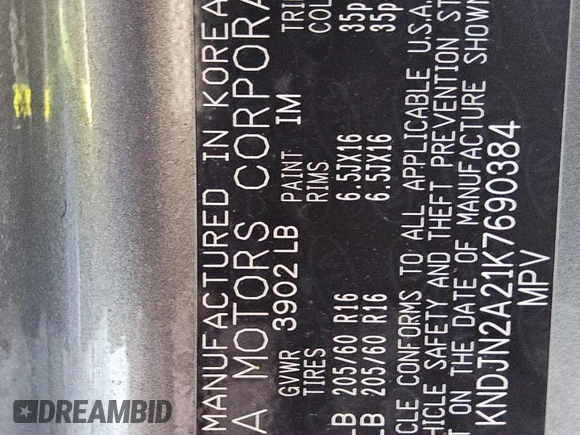 MANUFACTURED IN KOREA
A MOTORS CORPORA
GVWR 3902 LB PAINT IM TRI
TIRES RIMS COL
LB 205/60 R16 6.5JX16 35p
LB 205/60 R16 6.5JX16 35p
CLE CONFORMS TO ALL APPLICABLE U.S.A.
HICLE SAFETY AND THEFT PREVENTION ST
T ON THE DATE OF MANUFACTURE SHOWN
KNDJN2A21K7690384
MPV
DREAMBID